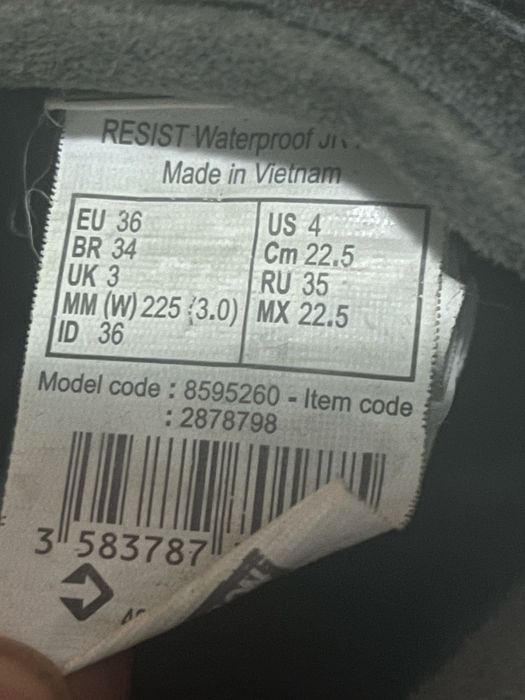 RESIST Waterproof
Made in Vietnam
EU 36
BR 34
UK 3
MM (W) 225 (3.0)
ID 36
US 4
Cm 22.5
RU 35
MX 22.5
Model code : 8595260 - Item code
: 2878798
3 583787